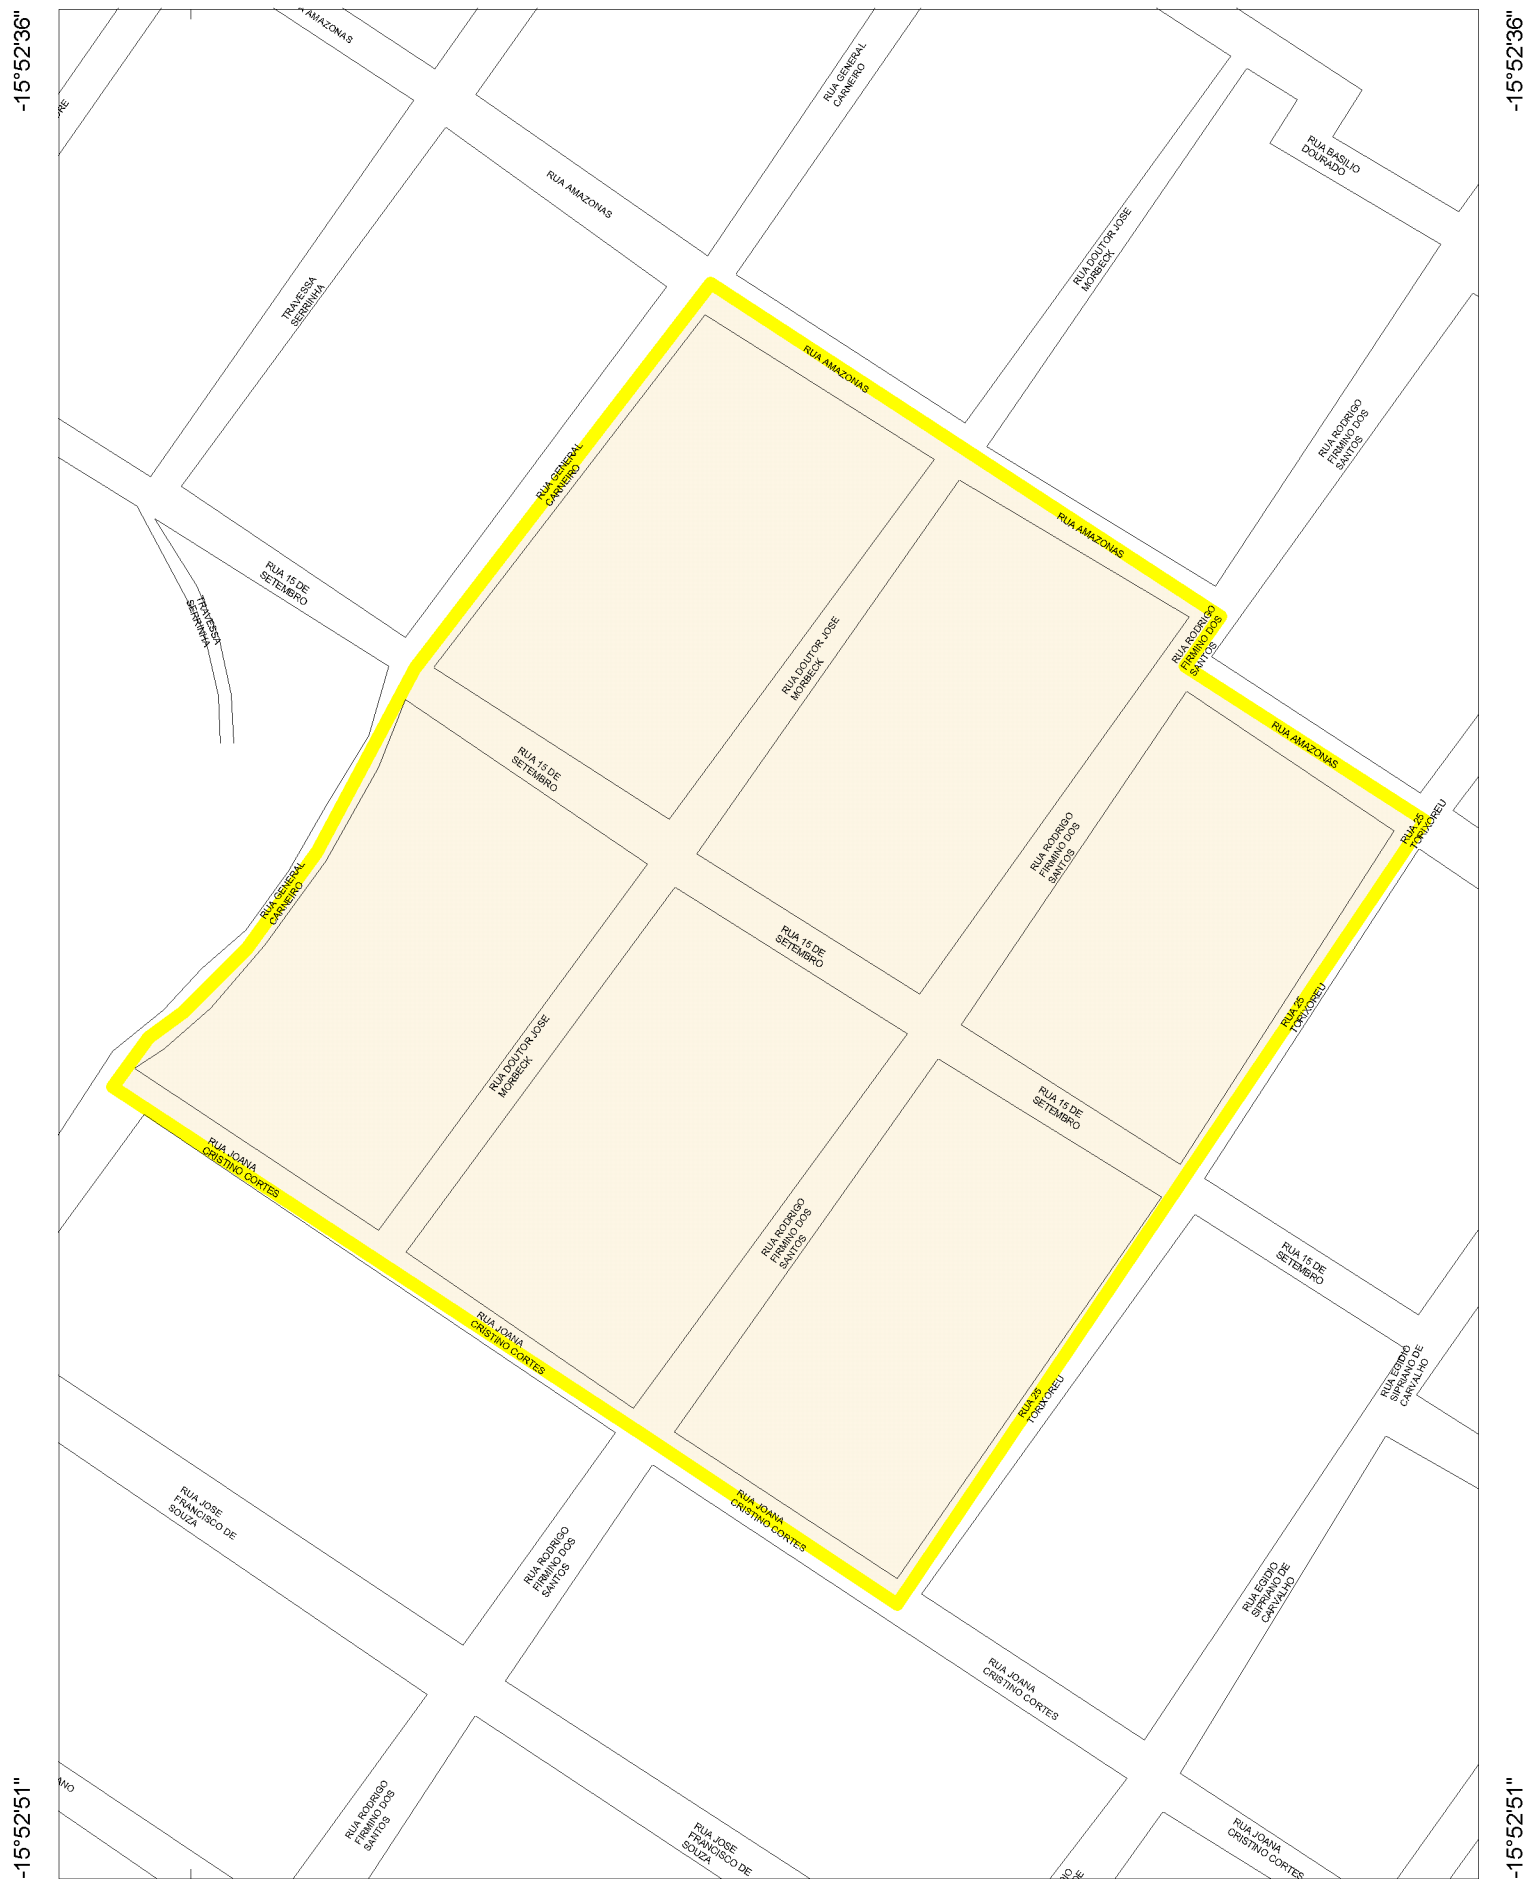 -15°52'36"
-15°52'36"
AMAZONAS
RUA GENERAL
CARNEIRO
RUA BASILIO
DOURADO
RUA AMAZONAS
RUA DOUTOR JOSE
MORBECK
TRAVESSA
SERRINHA
RUA AMAZONAS
RUA RODRIGO
FIRMINO DOS
SANTOS
RUA GENERAL
CARNEIRO
RUA AMAZONAS
RUA 15 DE
SETEMBRO
TRAVESSA
SERRINHA
RUA RODRIGO
FIRMINO DOS
SANTOS
RUA DOUTOR JOSE
MORBECK
RUA AMAZONAS
RUA 15 DE
SETEMBRO
RUA 25
TORIXOREU
RUA RODRIGO
FIRMINO DOS
SANTOS
RUA GENERAL
CARNEIRO
RUA 15 DE
SETEMBRO
RUA 25
TORIXOREU
RUA DOUTOR JOSE
MORBECK
RUA 15 DE
SETEMBRO
RUA JOANA
CRISTINO CORTES
RUA RODRIGO
FIRMINO DOS
SANTOS
RUA 15 DE
SETEMBRO
RUA JOANA
CRISTINO CORTES
RUA EGIDIO
SIPRIANO DE
CARVALHO
RUA 25
TORIXOREU
RUA JOSE
FRANCISCO DE
SOUZA
RUA JOANA
CRISTINO CORTES
RUA RODRIGO
FIRMINO DOS
SANTOS
RUA EGIDIO
SIPRIANO DE
CARVALHO
RUA JOANA
CRISTINO CORTES
RUA RODRIGO
FIRMINO DOS
SANTOS
RUA JOSE
FRANCISCO DE
SOUZA
RUA JOANA
CRISTINO CORTES
-15°52'51"
-15°52'51"